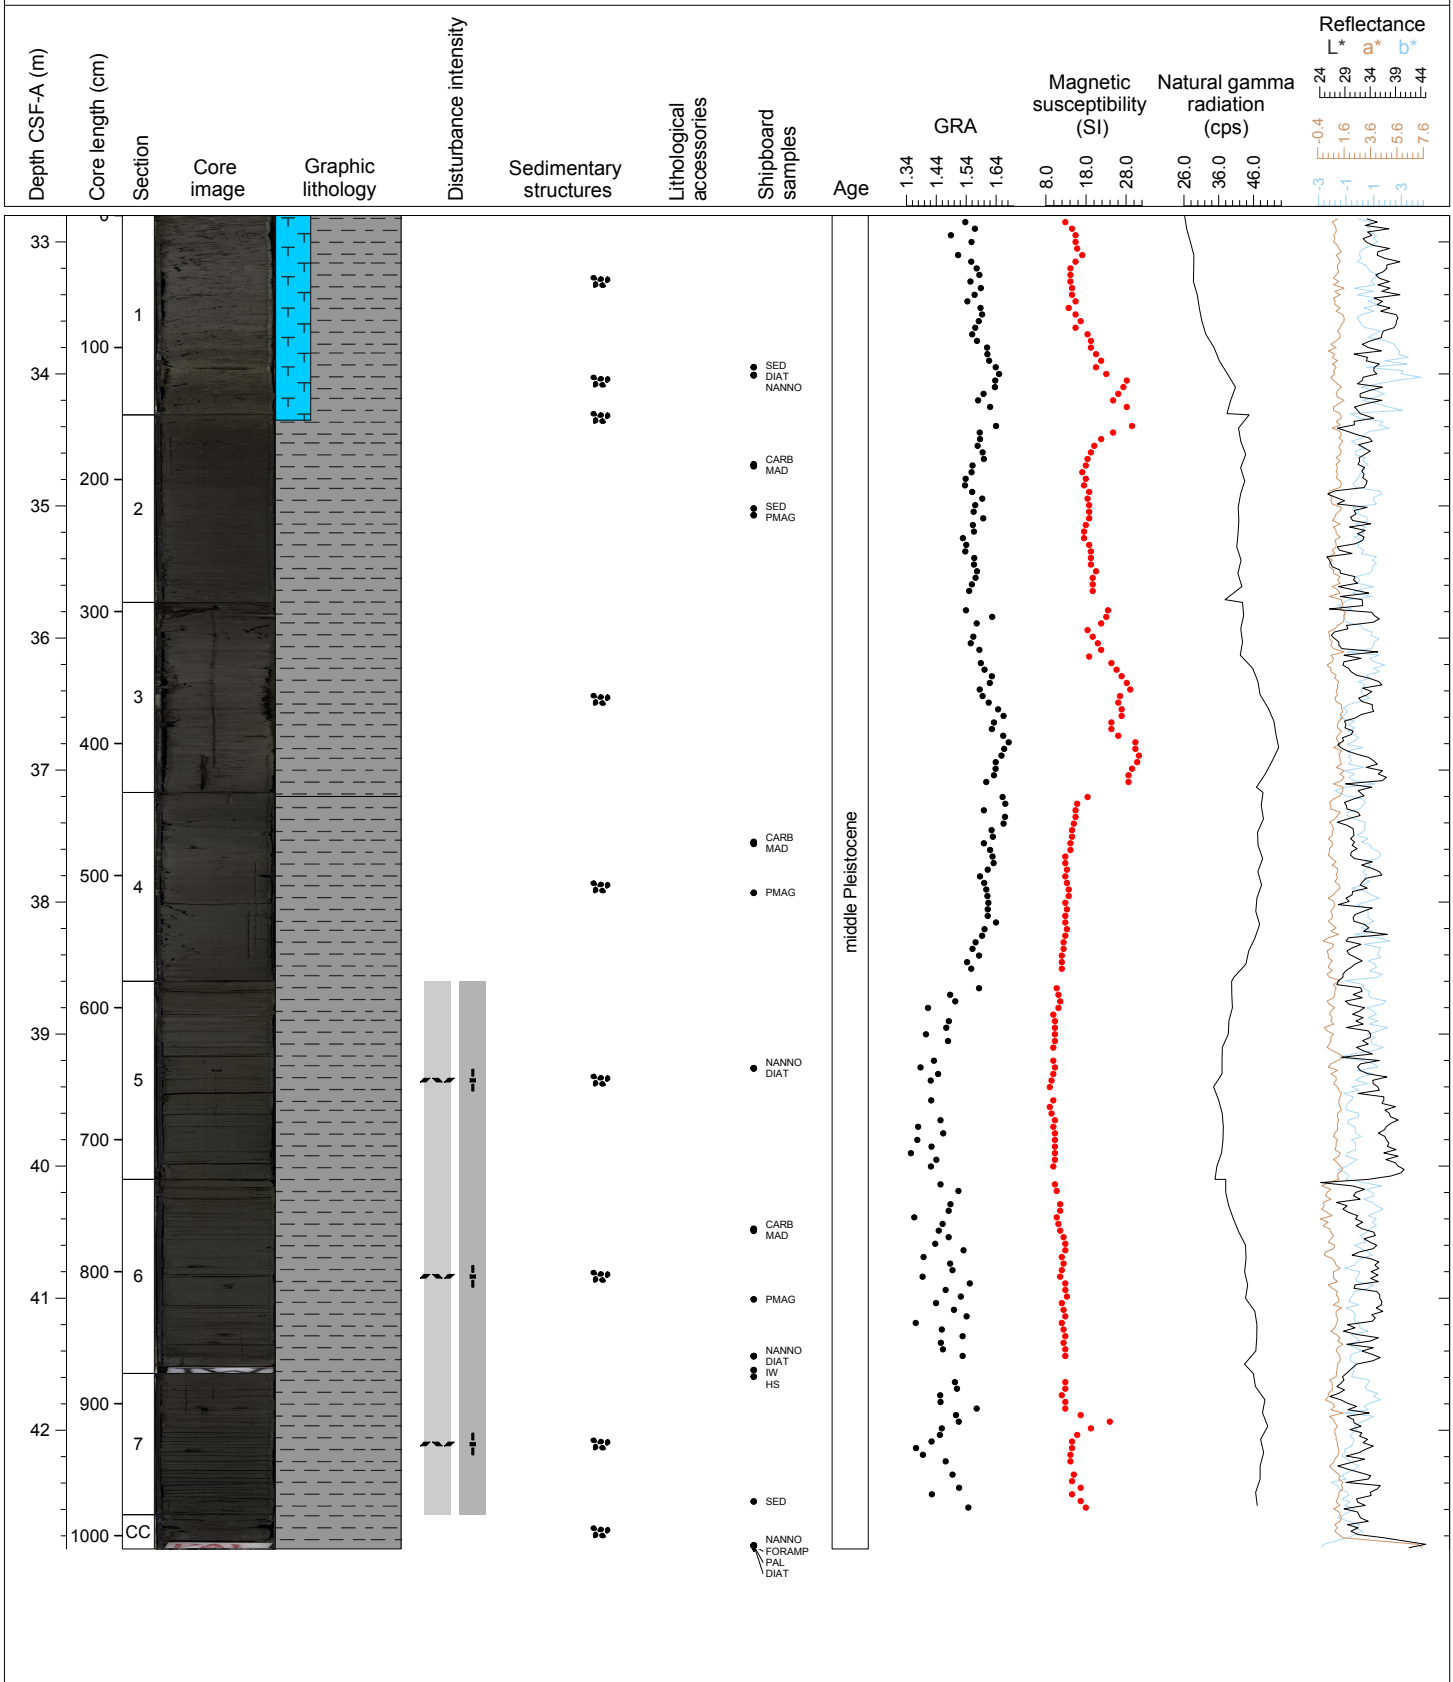 Depth CSF-A (m)
Core length (cm)
Section
Core
image
Graphic
lithology
Disturbance intensity
Sedimentary
structures
Lithological
accessories
Shipboard
samples
Age
GRA
1.34 1.44 1.54 1.64
Magnetic
susceptibility
(SI)
8.0 18.0 28.0
Natural gamma
radiation
(cps)
26.0 36.0 46.0
Reflectance
L* a* b*
24 29 34 39 44
-0.4 1.6 3.6 5.6 7.6
-3 -1 1 3
0
33
1
100
34
SED
DIAT
NANNO
CARB
MAD
200
35
2
SED
PMAG
300
36
3
400
37
CARB
MAD
500
4
PMAG
38
middle Pleistocene
600
39
NANNO
DIAT
5
700
40
CARB
MAD
6
800
41
PMAG
NANNO
DIAT
IW
HS
900
42
7
SED
CC
1000
NANNO
FORAMP
PAL
DIAT